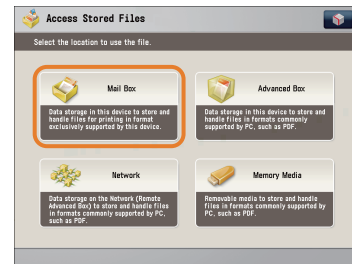 Access Stored Files
Select the location to use the file.
Mail Box
Data storage in this device to store and
handle files for printing in format
exclusively supported by this device.
Advanced Box
Data storage in this device to store and
handle files in formats commonly
supported by PC, such as PDF.
Network
Data storage on the Network (Remote
Advanced Box) to store and handle files
in formats commonly supported by PC,
such as PDF.
Memory Media
Removable media to store and handle
files in formats commonly supported by
PC, such as PDF.